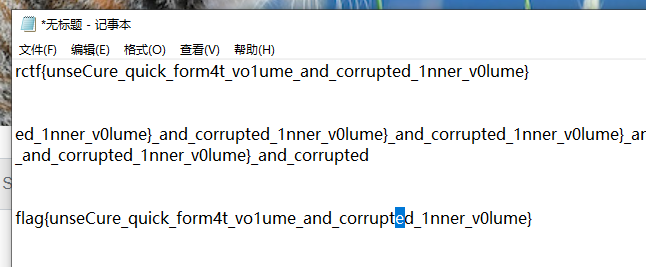 *无标题 - 记事本
文件(F) 编辑(E) 格式(O) 查看(V) 帮助(H)
rctf{unseCure_quick_form4t_vo1ume_and_corrupted_1nner_v0lume}
ed_1nner_v0lume}_and_corrupted_1nner_v0lume}_and_corrupted_1nner_v0lume}_an
_and_corrupted_1nner_v0lume}_and_corrupted
flag{unseCure_quick_form4t_vo1ume_and_corrupted_1nner_v0lume}